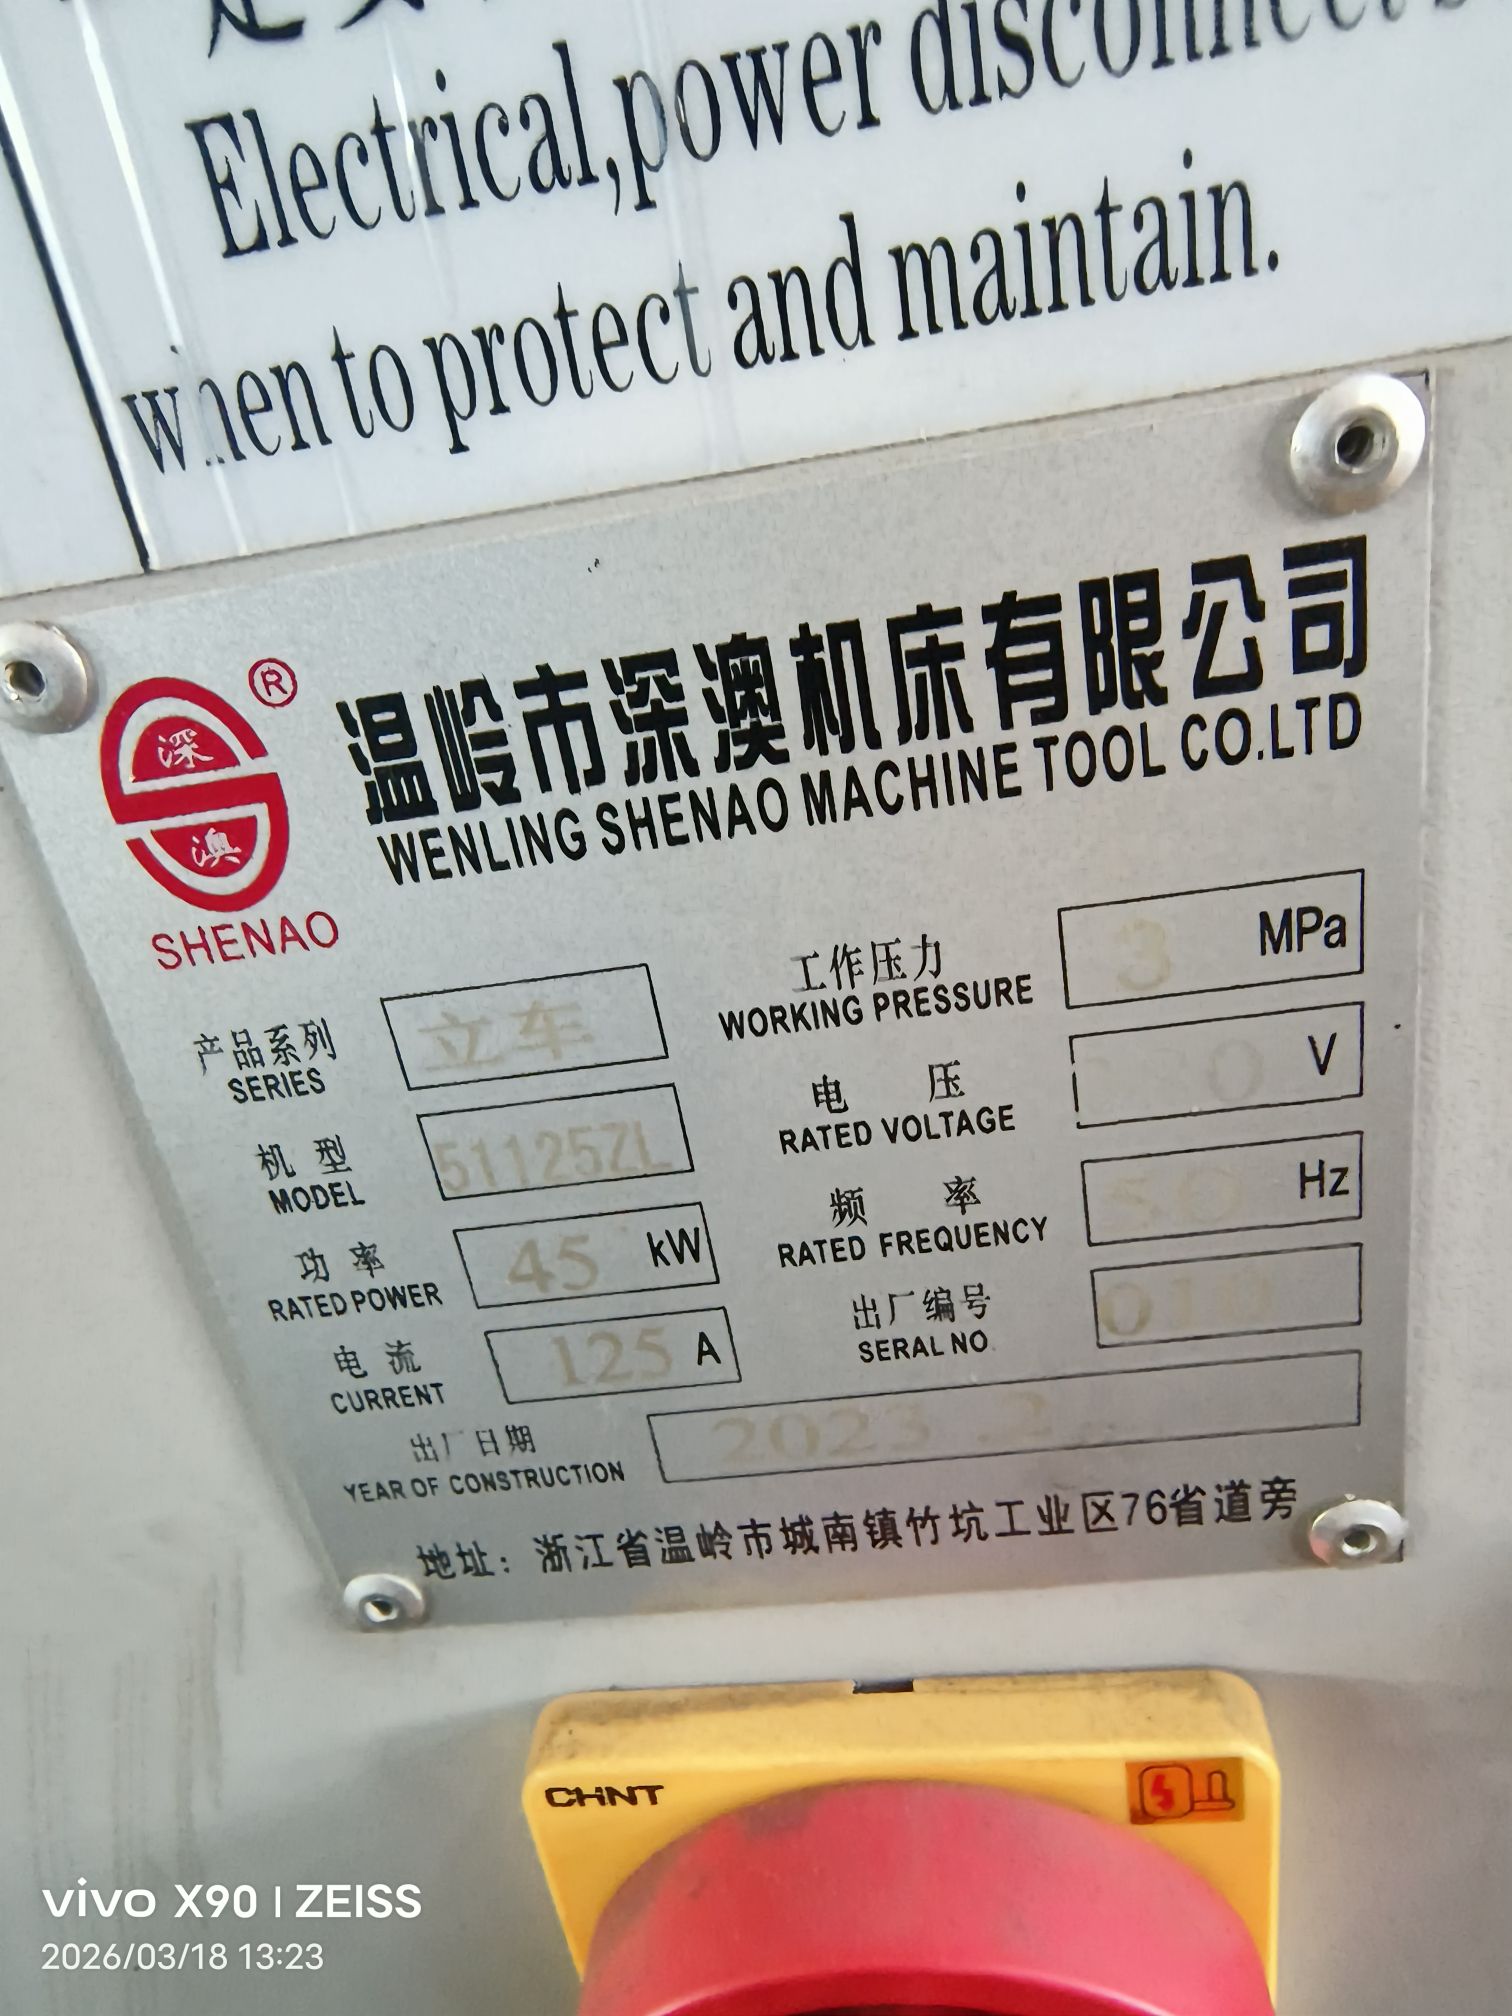 Electrical,power disconnect
when to protect and maintain.
深
澳
®
SHENAO
温岭市深澳机床有限公司
WENLING SHENAO MACHINE TOOL CO.LTD
产品系列
SERIES
立车
机 型
MODEL
51125ZL
功 率
RATED POWER
45 kW
电 流
CURRENT
125 A
工作压力
WORKING PRESSURE
3 MPa
电 压
RATED VOLTAGE
V
频 率
RATED FREQUENCY
50 Hz
出厂编号
SERAL NO
出厂日期
YEAR OF CONSTRUCTION
2023 2
地址：浙江省温岭市城南镇竹坑工业区76省道旁
CHNT
vivo X90 | ZEISS
2026/03/18 13:23